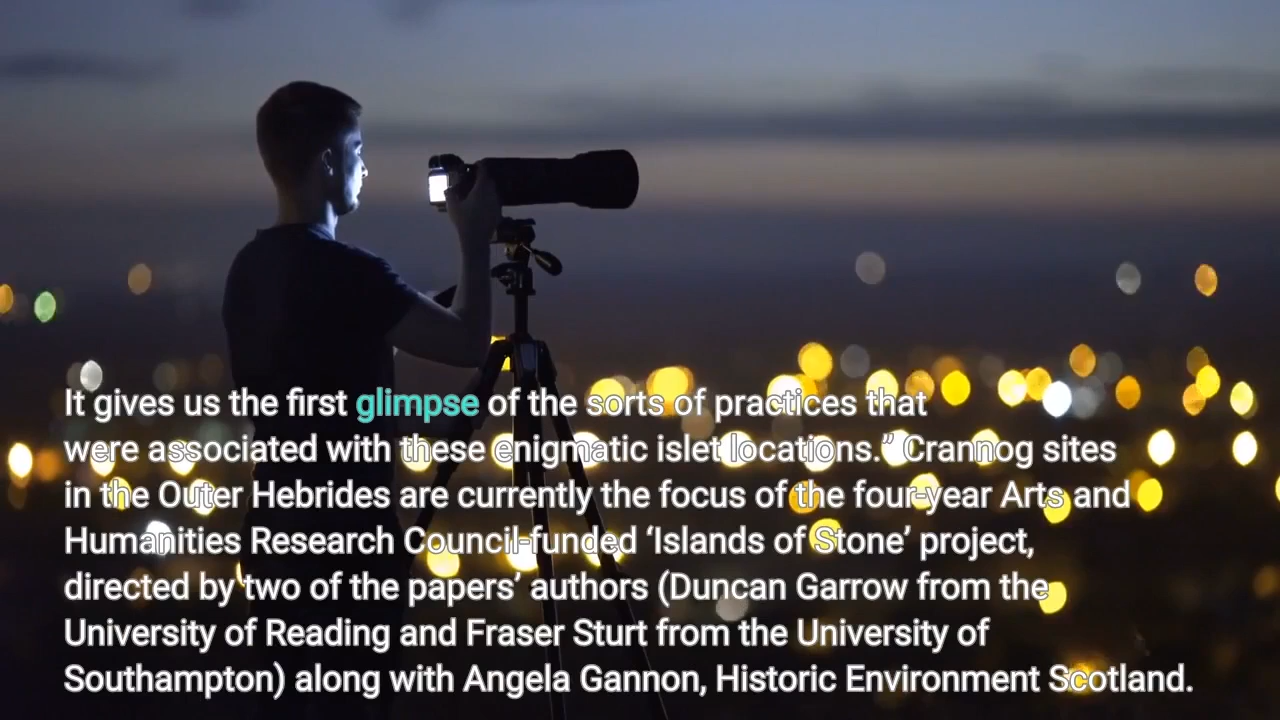 It gives us the first glimpse of the sorts of practices that
were associated with these enigmatic islet locations.” Crannog sites
in the Outer Hebrides are currently the focus of the four-year Arts and
Humanities Research Council-funded ‘Islands of Stone’ project,
directed by two of the papers’ authors (Duncan Garrow from the
University of Reading and Fraser Sturt from the University of
Southampton) along with Angela Gannon, Historic Environment Scotland.